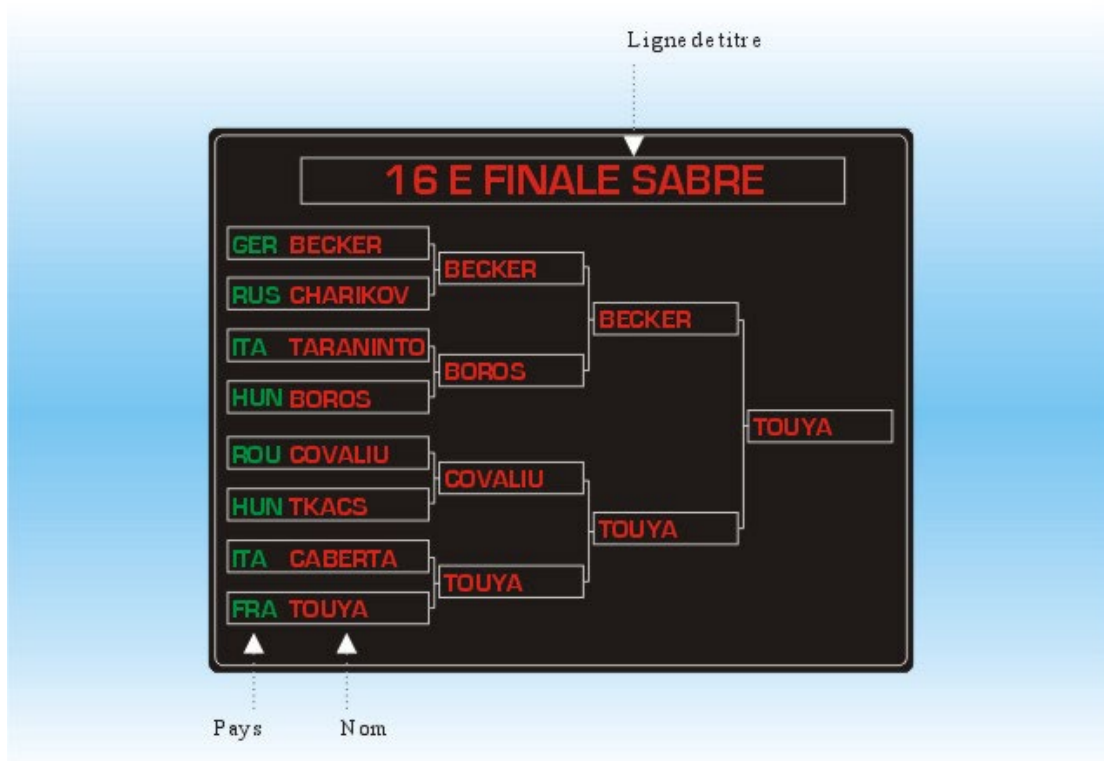 Ligne de titre
16 E FINALE SABRE
GER BECKER
RUS CHARIKOV
ITA TARANINTO
HUN BOROS
ROU COVALIU
HUN TKACS
ITA CABERTA
FRA TOUYA
BECKER
BOROS
COVALIU
TOUYA
BECKER
TOUYA
TOUYA
Pays
Nom